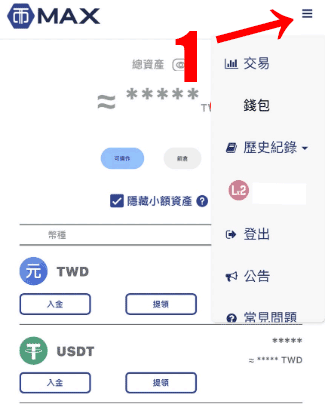 MAX
1
總資產
≈ ***** TW
可操作
總倉
隱藏小額資產
幣種
元 TWD
入金
提領
USDT
*****
≈ ***** TWD
入金
提領
交易
錢包
歷史紀錄
Lv2
登出
公告
常見問題